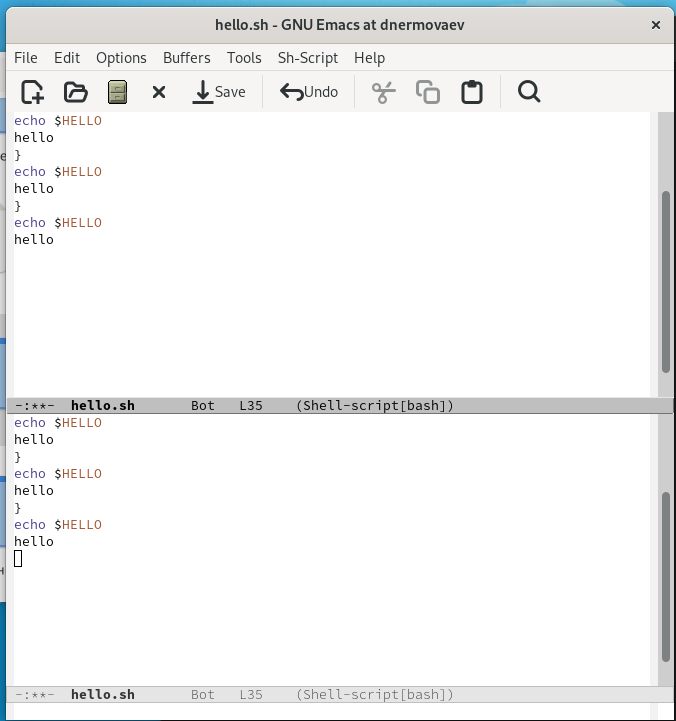 hello.sh - GNU Emacs at dnermovaev
File Edit Options Buffers Tools Sh-Script Help
Save Undo
echo $HELLO
hello
}
echo $HELLO
hello
}
echo $HELLO
hello
-:**- hello.sh Bot L35 (Shell-script[bash])
echo $HELLO
hello
}
echo $HELLO
hello
}
echo $HELLO
hello
-:**- hello.sh Bot L35 (Shell-script[bash])